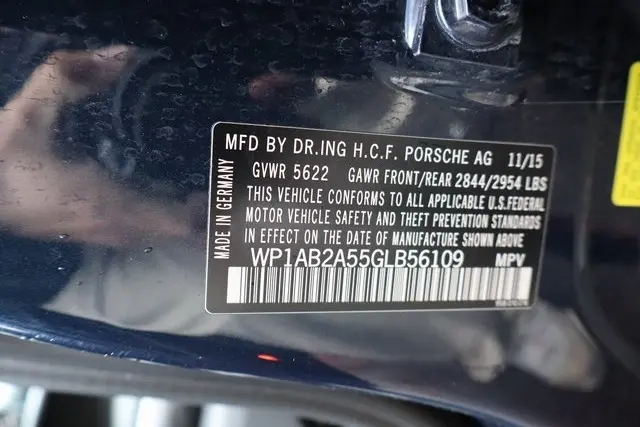 MFD BY DR.ING H.C.F. PORSCHE AG 11/15
GVWR 5622 GAWR FRONT/REAR 2844/2954 LBS
THIS VEHICLE CONFORMS TO ALL APPLICABLE U.S.FEDERAL
MOTOR VEHICLE SAFETY AND THEFT PREVENTION STANDARDS
IN EFFECT ON THE DATE OF MANUFACTURE SHOWN ABOVE
WP1AB2A55GLB56109 MPV
MADE IN GERMANY